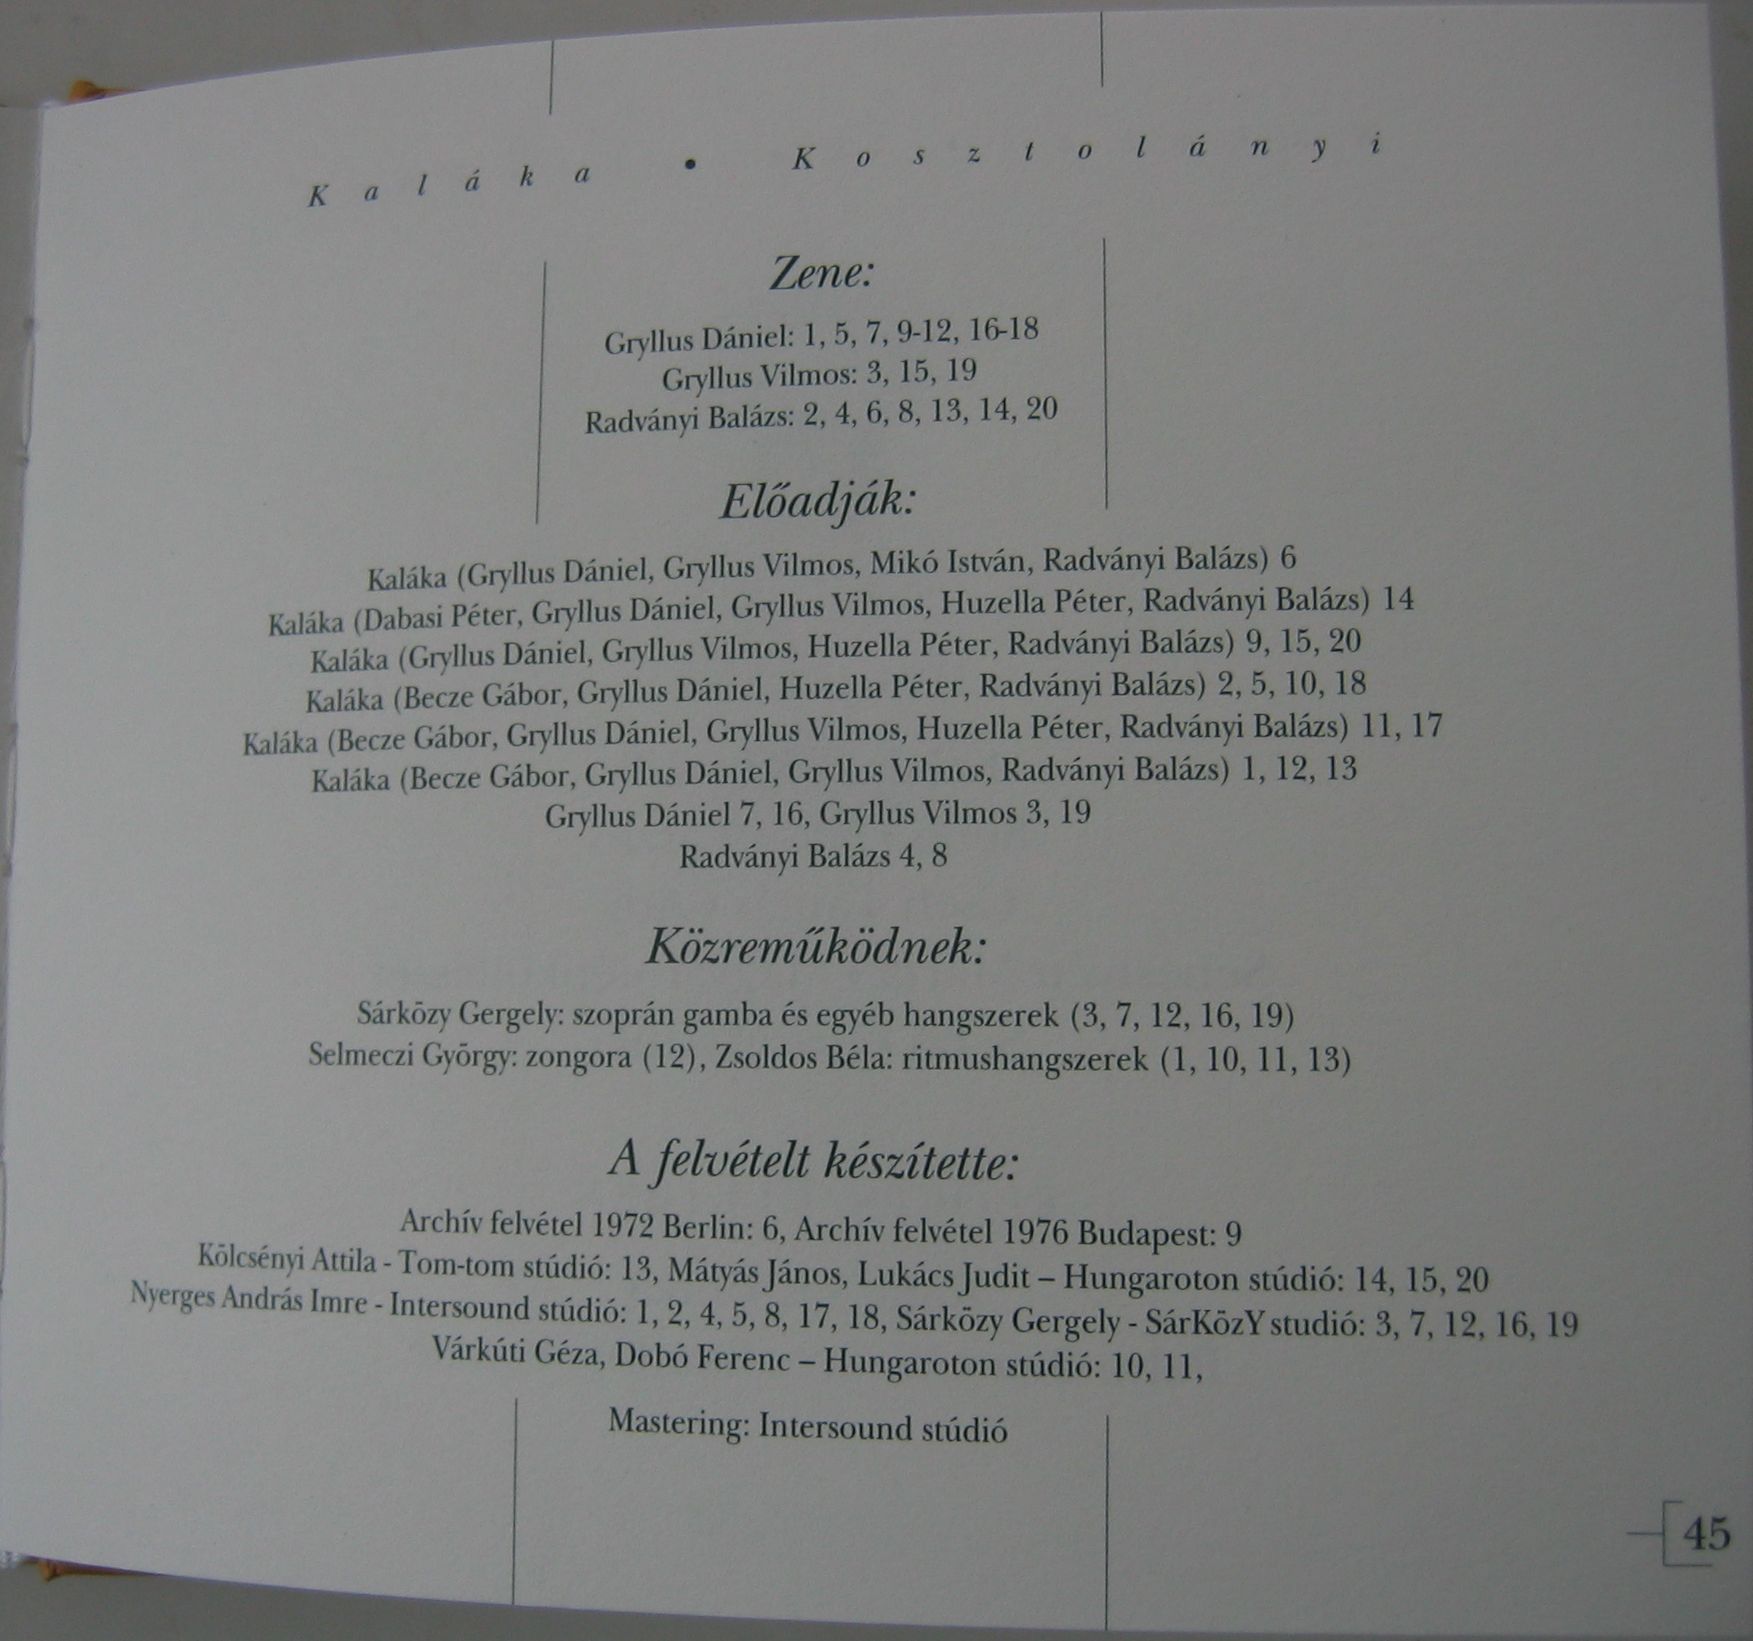 Kaláka • Kosztolányi
Zene:
Gryllus Dániel: 1, 5, 7, 9-12, 16-18
Gryllus Vilmos: 3, 15, 19
Radványi Balázs: 2, 4, 6, 8, 13, 14, 20
Előadják:
Kaláka (Gryllus Dániel, Gryllus Vilmos, Mikó István, Radványi Balázs) 6
Kaláka (Dabasi Péter, Gryllus Dániel, Gryllus Vilmos, Huzella Péter, Radványi Balázs) 14
Kaláka (Gryllus Dániel, Gryllus Vilmos, Huzella Péter, Radványi Balázs) 9, 15, 20
Kaláka (Becze Gábor, Gryllus Dániel, Huzella Péter, Radványi Balázs) 2, 5, 10, 18
Kaláka (Becze Gábor, Gryllus Dániel, Gryllus Vilmos, Huzella Péter, Radványi Balázs) 11, 17
Kaláka (Becze Gábor, Gryllus Dániel, Gryllus Vilmos, Radványi Balázs) 1, 12, 13
Gryllus Dániel 7, 16, Gryllus Vilmos 3, 19
Radványi Balázs 4, 8
Közreműködnek:
Sárközy Gergely: szoprán gamba és egyéb hangszerek (3, 7, 12, 16, 19)
Selmeczi György: zongora (12), Zsoldos Béla: ritmushangszerek (1, 10, 11, 13)
A felvételt készítette:
Archív felvétel 1972 Berlin: 6, Archív felvétel 1976 Budapest: 9
Kölcsényi Attila - Tom-tom stúdió: 13, Mátyás János, Lukács Judit – Hungaroton stúdió: 14, 15, 20
Nyerges András Imre - Intersound stúdió: 1, 2, 4, 5, 8, 17, 18, Sárközy Gergely - SárKözY studió: 3, 7, 12, 16, 19
Várkúti Géza, Dobó Ferenc – Hungaroton stúdió: 10, 11,
Mastering: Intersound stúdió
45